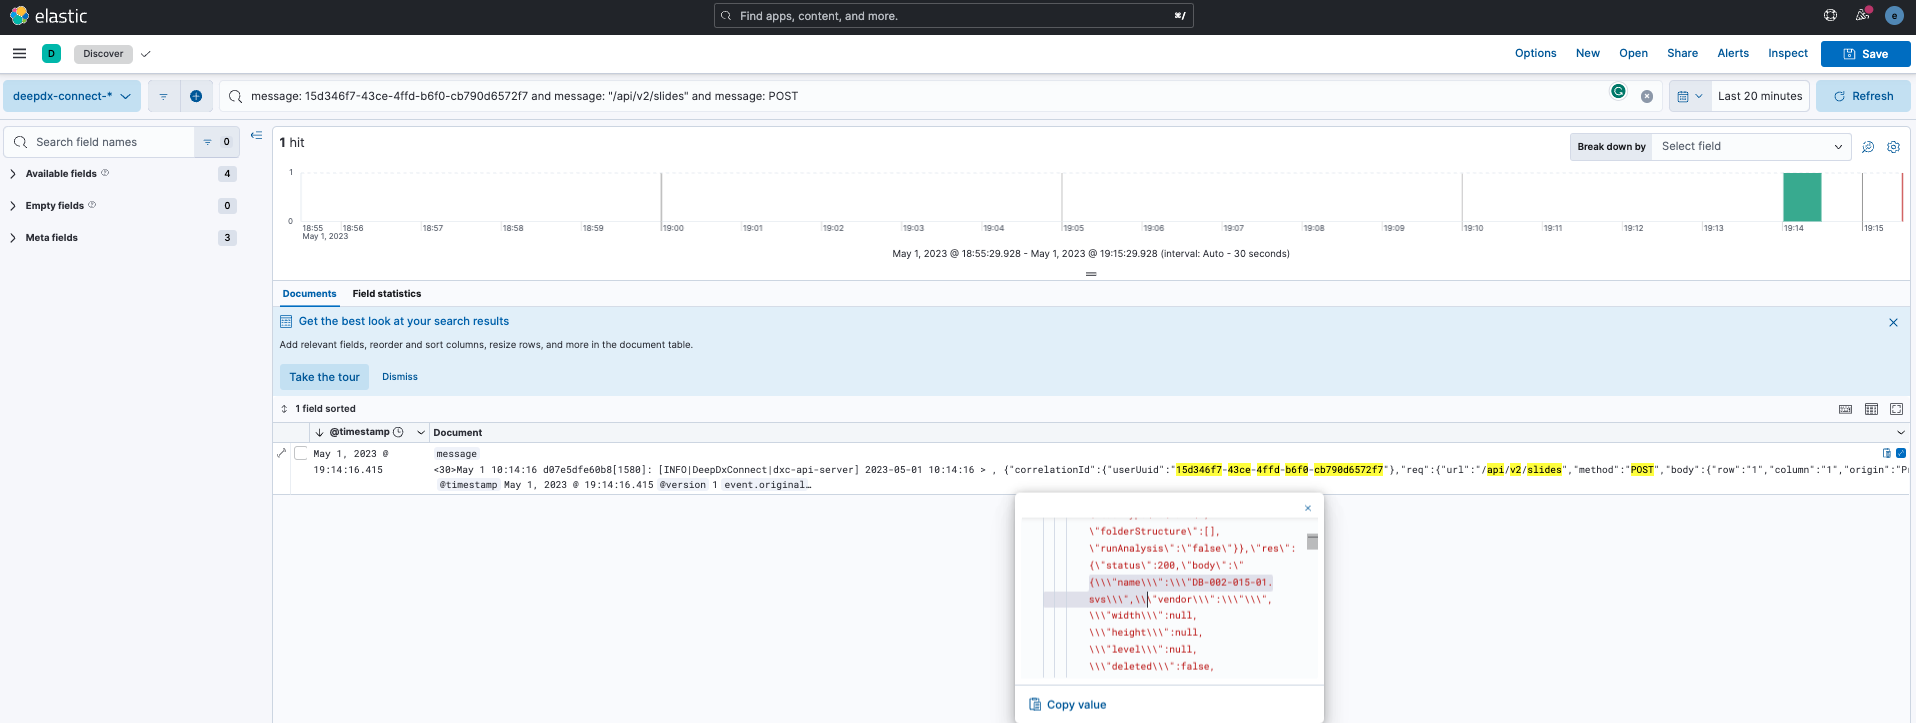 elastic
Find apps, content, and more.
⌘/
e
D
Discover
Options
New
Open
Share
Alerts
Inspect
Save
deepdx-connect-*
message: 15d346f7-43ce-4ffd-b6f0-cb790d6572f7 and message: "/api/v2/slides" and message: POST
Last 20 minutes
Refresh
Search field names
0
Available fields
4
Empty fields
0
Meta fields
3
1 hit
Break down by
Select field
1
0
18:55
May 1, 2023
18:56
18:57
18:58
18:59
19:00
19:01
19:02
19:03
19:04
19:05
19:06
19:07
19:08
19:09
19:10
19:11
19:12
19:13
19:14
19:15
May 1, 2023 @ 18:55:29.928 - May 1, 2023 @ 19:15:29.928 (interval: Auto - 30 seconds)
Documents
Field statistics
Get the best look at your search results
Add relevant fields, reorder and sort columns, resize rows, and more in the document table.
Take the tour
Dismiss
1 field sorted
@timestamp
Document
May 1, 2023 @
19:14:16.415
message
<30>May 1 10:14:16 d07e5dfe60b8[1580]: [INFO|DeepDxConnect|dxc-api-server] 2023-05-01 10:14:16 > , {"correlationId":{"userUuid":"15d346f7-43ce-4ffd-b6f0-cb790d6572f7"},"req":{"url":"/api/v2/slides","method":"POST","body":{"row":"1","column":"1","origin":"Pr
@timestamp May 1, 2023 @ 19:14:16.415 @version 1 event.original…
\"folderStructure\":[],
\"runAnalysis\":\"false\"}},\"res\":
{\"status\":200,\"body\":\"
{\\\"name\\\":\\\"DB-002-015-01.
svs\\\",\\\"vendor\\\":\\\"\\\",
\\\"width\\\":null,
\\\"height\\\":null,
\\\"level\\\":null,
\\\"deleted\\\":false,
Copy value